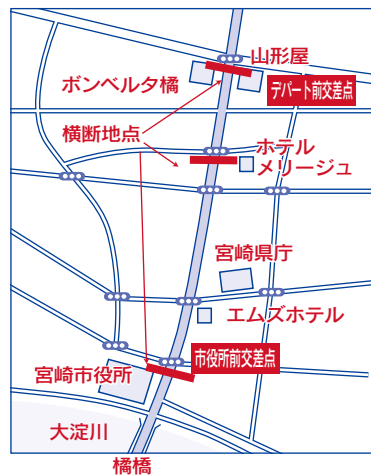 山形屋
ボンベルタ橘
デパート前交差点
横断地点
ホテル
メリージュ
宮崎県庁
エムズホテル
市役所前交差点
宮崎市役所
大淀川
橘橋